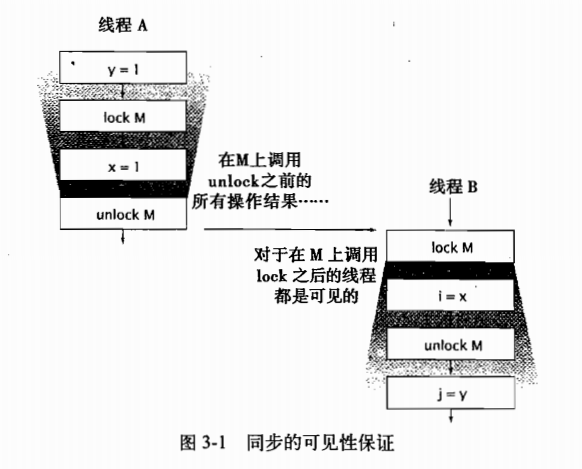 线程 A
y = 1
lock M
x = 1
unlock M
在M上调用
unlock之前的
所有操作结果……
线程 B
对于在 M 上调用
lock 之后的线程
都是可见的
lock M
i = x
unlock M
j = y
图 3-1 同步的可见性保证